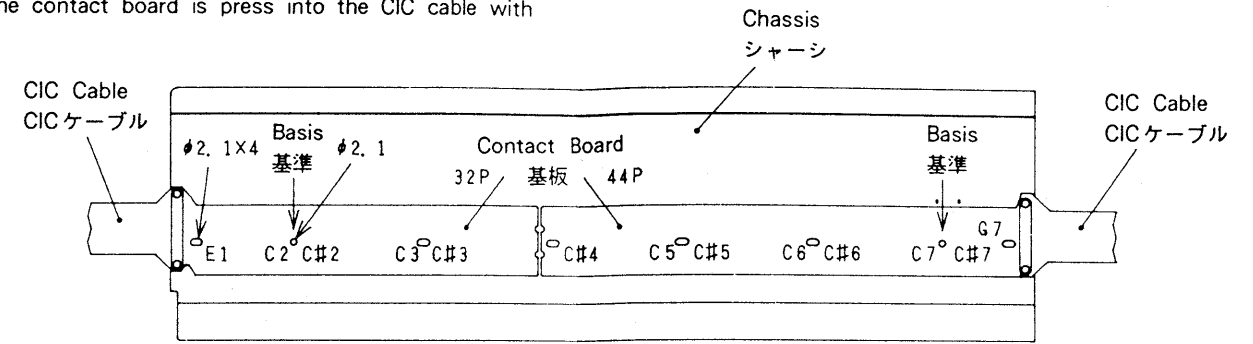 he contact board is press into the CIC cable with
Chassis
シャーシ
CIC Cable
CICケーブル
CIC Cable
CICケーブル
φ2.1×4
Basis
基準
φ2.1
Contact Board
32P 基板 44P
Basis
基準
E1 C2 C#2 C3 C#3 C#4 C5 C#5 C6 C#6 C7 C#7 G7